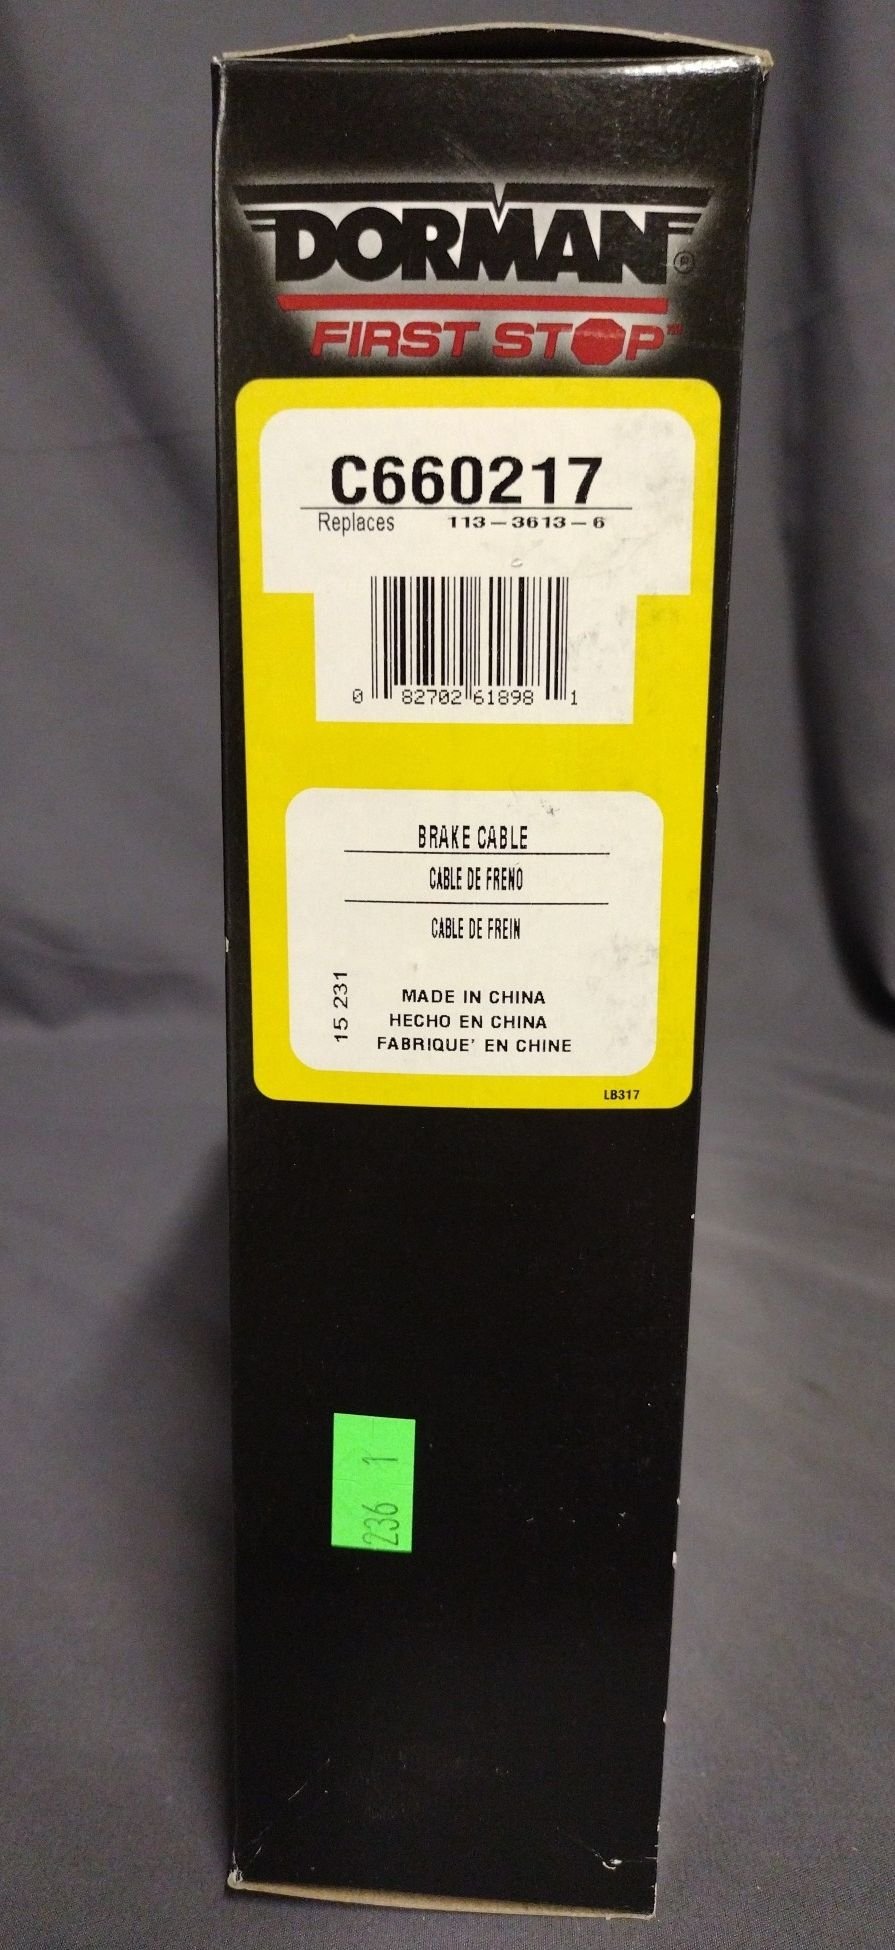 DORMAN®
FIRST STOP™
C660217
Replaces 113-3613-6
0 82702 61898 1
BRAKE CABLE
CABLE DE FRENO
CABLE DE FREIN
15 231
MADE IN CHINA
HECHO EN CHINA
FABRIQUE' EN CHINE
LB317
236 1